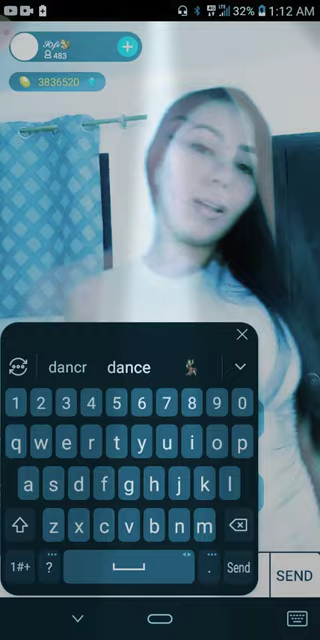 32% 1:12 AM
483
3836520
dancr dance
1 2 3 4 5 6 7 8 9 0
q w e r t y u i o p
a s d f g h j k l
z x c v b n m
1#+ ? . Send
SEND